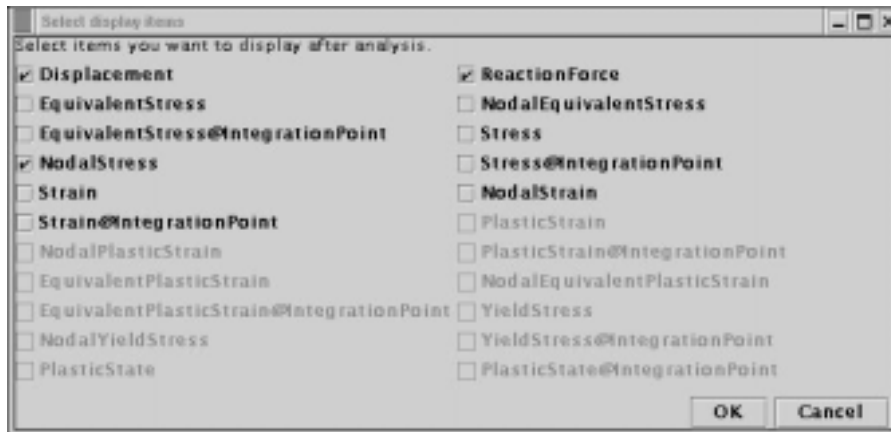 Select display items
Select items you want to display after analysis.
Displacement ReactionForce
EquivalentStress NodalEquivalentStress
EquivalentStress@IntegrationPoint Stress
NodalStress Stress@IntegrationPoint
Strain NodalStrain
Strain@IntegrationPoint PlasticStrain
NodalPlasticStrain PlasticStrain@IntegrationPoint
EquivalentPlasticStrain NodalEquivalentPlasticStrain
EquivalentPlasticStrain@IntegrationPoint YieldStress
NodalYieldStress YieldStress@IntegrationPoint
PlasticState PlasticState@IntegrationPoint
OK Cancel